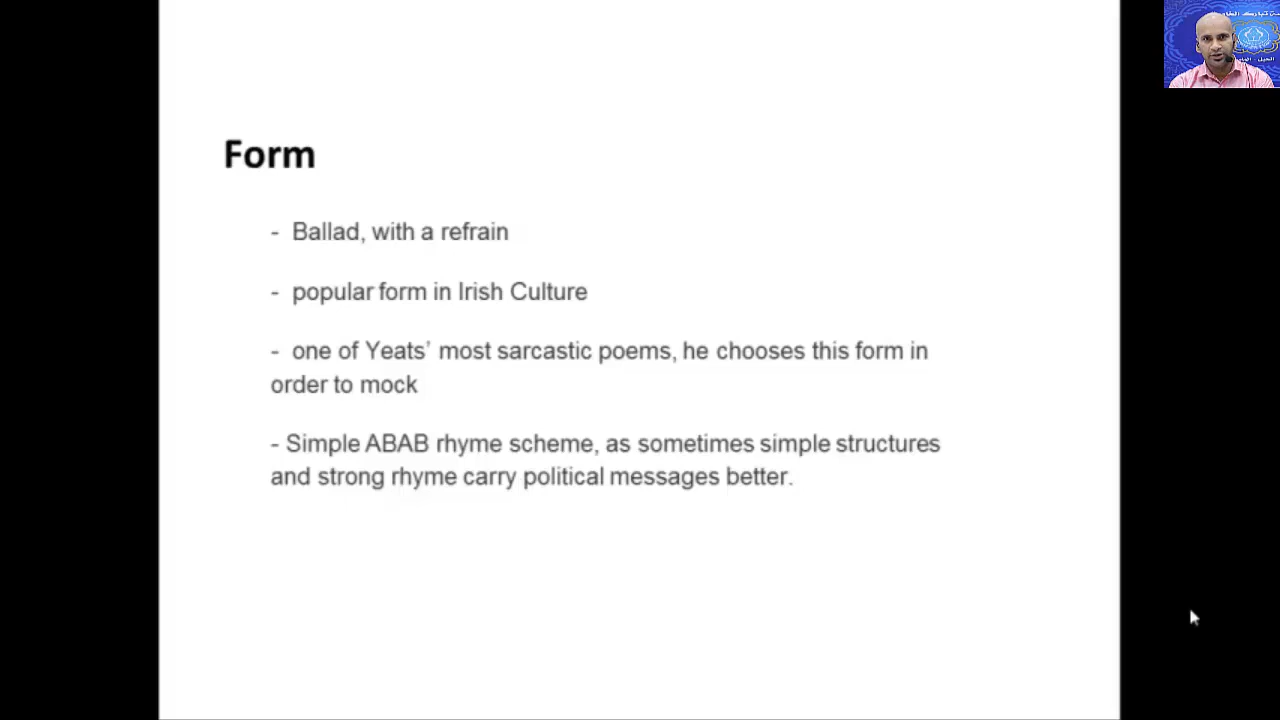 Form
- Ballad, with a refrain
- popular form in Irish Culture
- one of Yeats’ most sarcastic poems, he chooses this form in
order to mock
- Simple ABAB rhyme scheme, as sometimes simple structures
and strong rhyme carry political messages better.